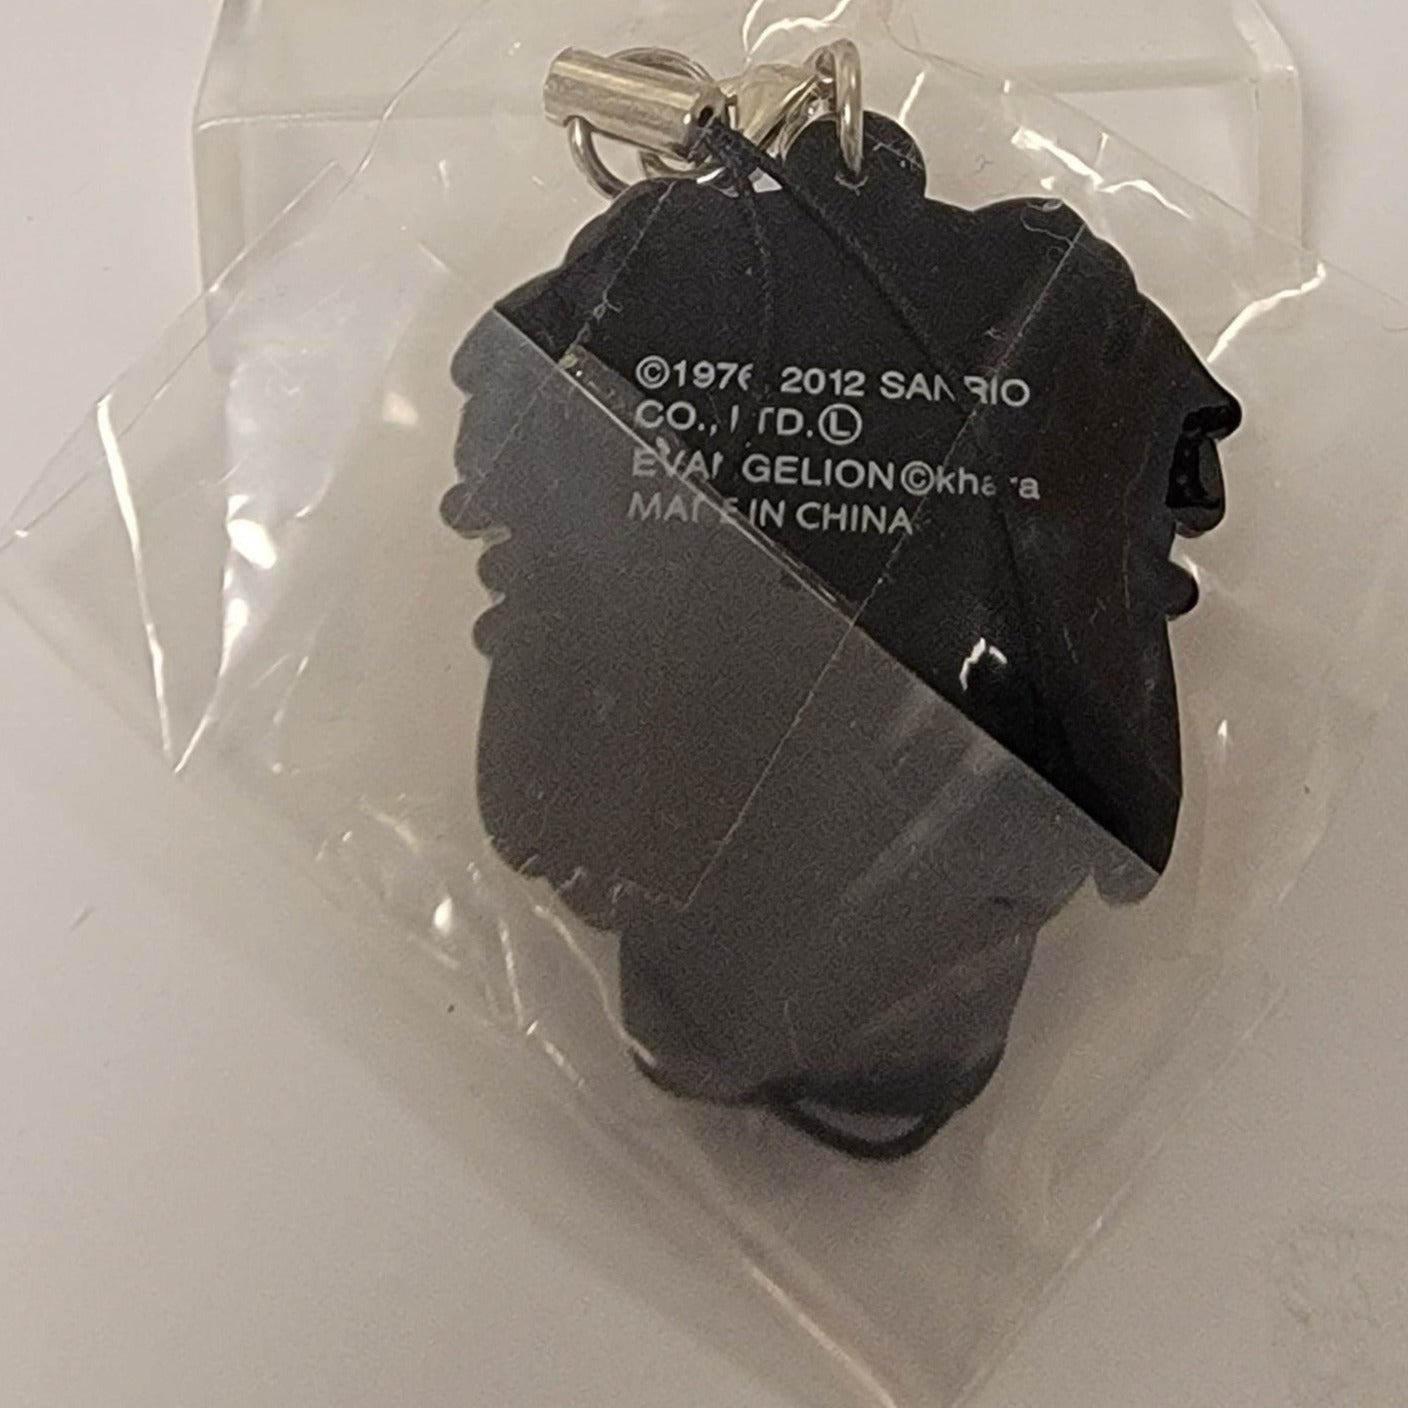 ©1976, 2012 SANRIO
CO., LTD.Ⓛ
EVANGELION©khara
MADE IN CHINA